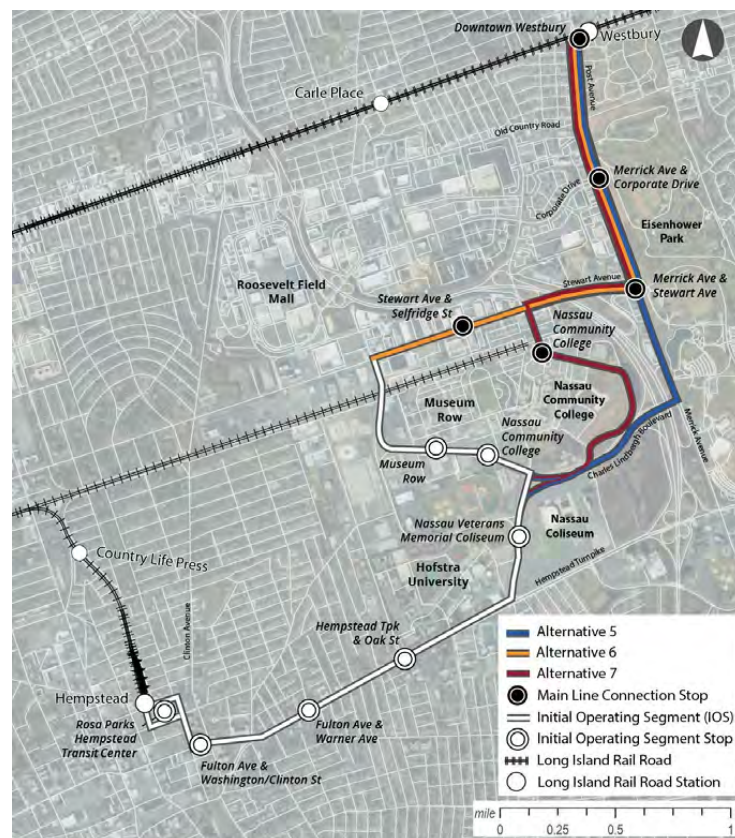 Downtown Westbury
Westbury
Post Avenue
Carle Place
Old Country Road
Merrick Ave &
Corporate Drive
Corporate Drive
Eisenhower
Park
Roosevelt Field
Mall
Stewart Avenue
Merrick Ave &
Stewart Ave
Stewart Ave &
Selfridge St
Nassau
Community
College
Nassau
Community
College
Museum
Row
Nassau
Community
College
Merrick Avenue
Museum
Row
Charles Lindburgh Boulevard
Nassau Veterans
Memorial Coliseum
Nassau
Coliseum
Country Life Press
Hofstra
University
Hempstead Turnpike
Clinton Avenue
Hempstead Tpk
& Oak St
Hempstead
Rosa Parks
Hempstead
Transit Center
Fulton Ave &
Warner Ave
Fulton Ave &
Washington/Clinton St
Alternative 5
Alternative 6
Alternative 7
Main Line Connection Stop
Initial Operating Segment (IOS)
Initial Operating Segment Stop
Long Island Rail Road
Long Island Rail Road Station
mile
0 0.25 0.5 1